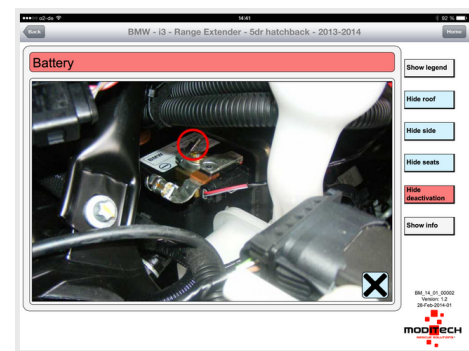 o2-de
14:41
92 %
Back
BMW - i3 - Range Extender - 5dr hatchback - 2013-2014
Home
Battery
Show legend
Hide roof
Hide side
Hide seats
Hide
deactivation
Show info
BMW
BM_14_01_00002
Version: 1.2
28-Feb-2014-01
MODITECH
RESCUE SOLUTIONS